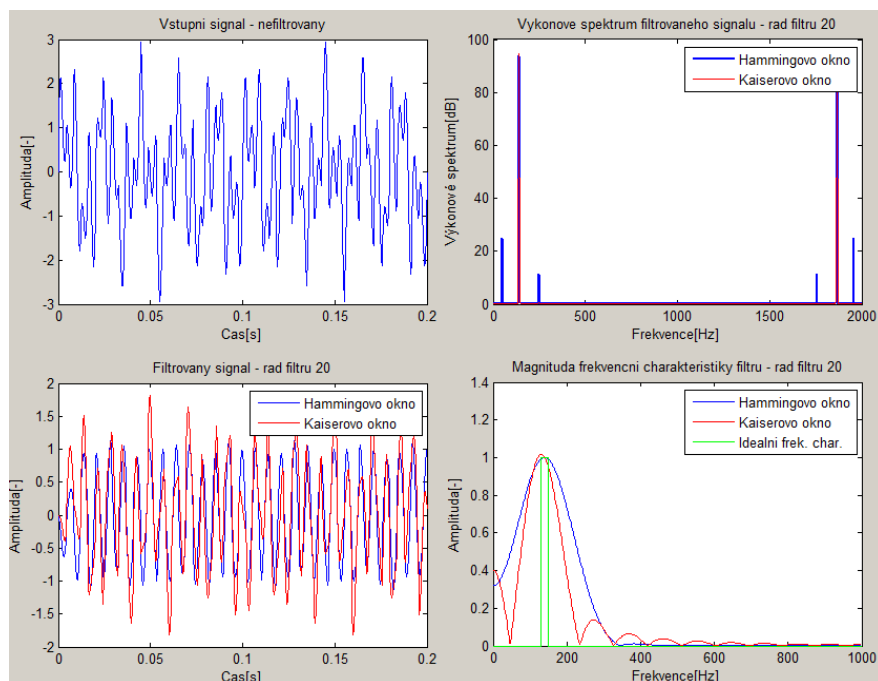 Vstupni signal - nefiltrovany
3
2
1
0
-1
-2
-3
Amplituda[-]
0
0.05
0.1
0.15
0.2
Cas[s]
Vykonove spektrum filtrovaneho signalu - rad filtru 20
100
80
60
40
20
0
Výkonové spektrum[dB]
Hammingovo okno
Kaiserovo okno
0
500
1000
1500
2000
Frekvence[Hz]
Filtrovany signal - rad filtru 20
2
1.5
1
0.5
0
-0.5
-1
-1.5
-2
Amplituda[-]
Hammingovo okno
Kaiserovo okno
0
0.05
0.1
0.15
0.2
Cas[s]
Magnituda frekvencni charakteristiky filtru - rad filtru 20
1.4
1.2
1
0.8
0.6
0.4
0.2
0
Amplituda[-]
Hammingovo okno
Kaiserovo okno
Idealni frek. char.
0
200
400
600
800
1000
Frekvence[Hz]